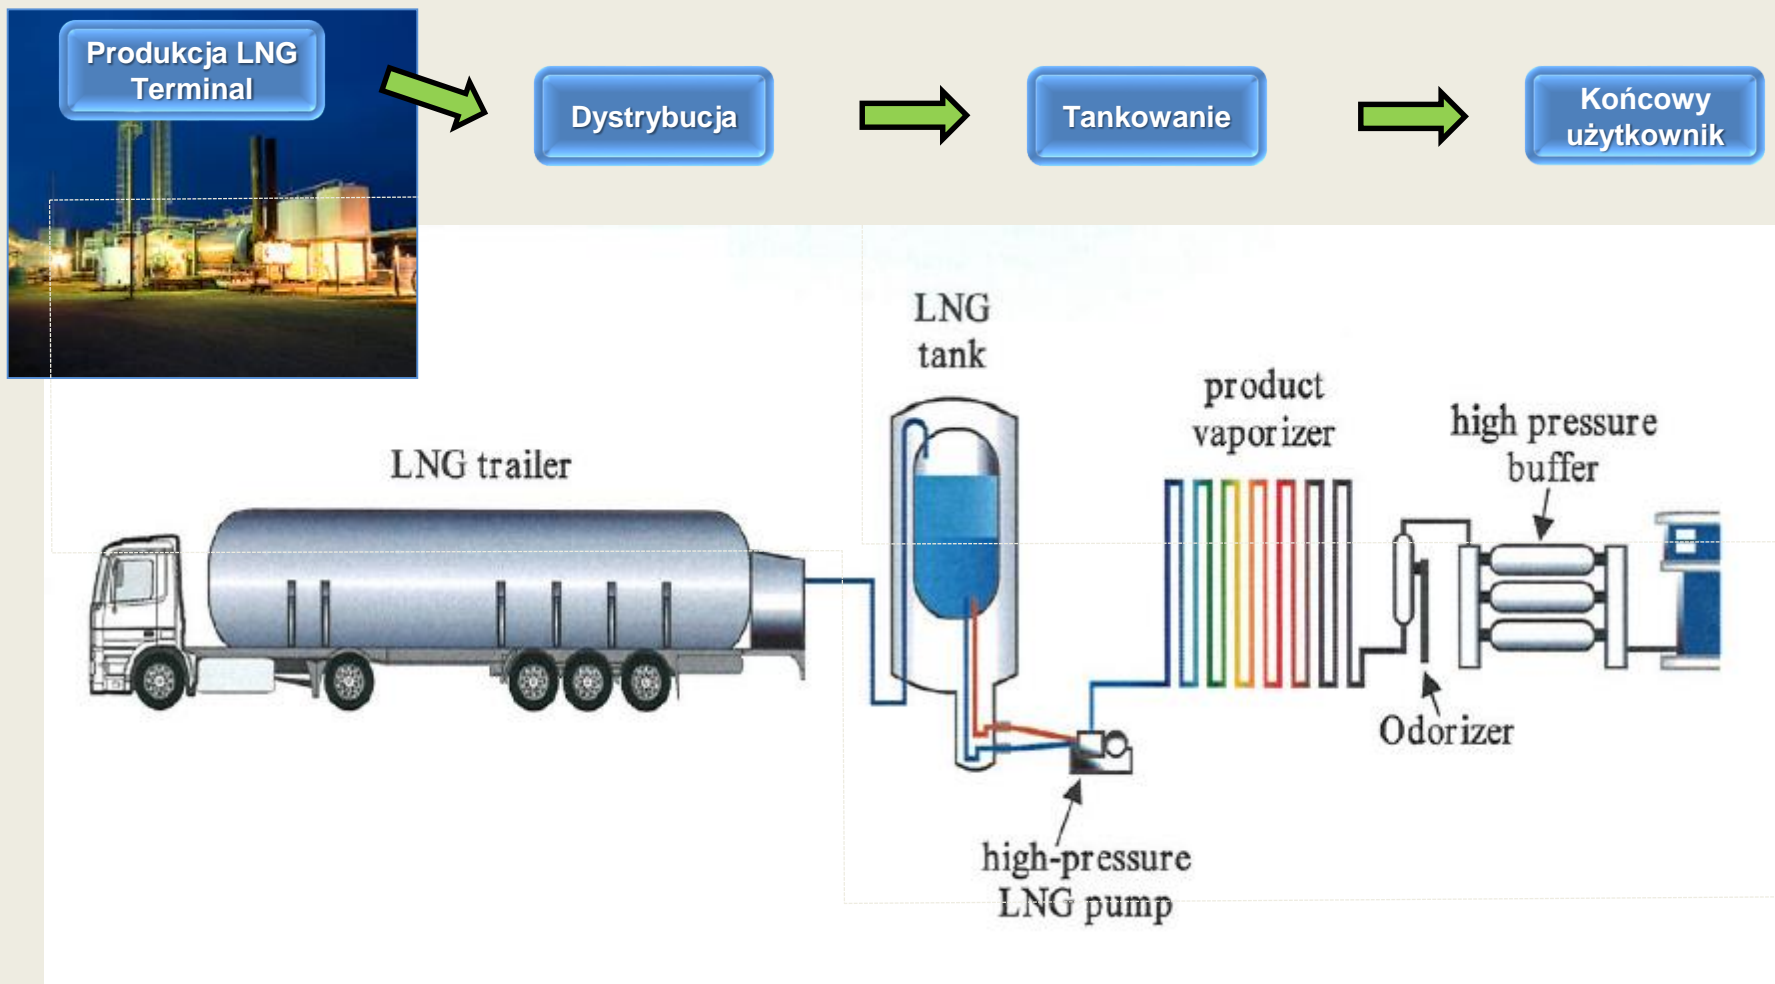 Produkcja LNG
Terminal
Dystrybucja
Tankowanie
Końcowy
użytkownik
LNG
tank
product
vaporizer
high pressure
buffer
LNG trailer
Odorizer
high-pressure
LNG pump